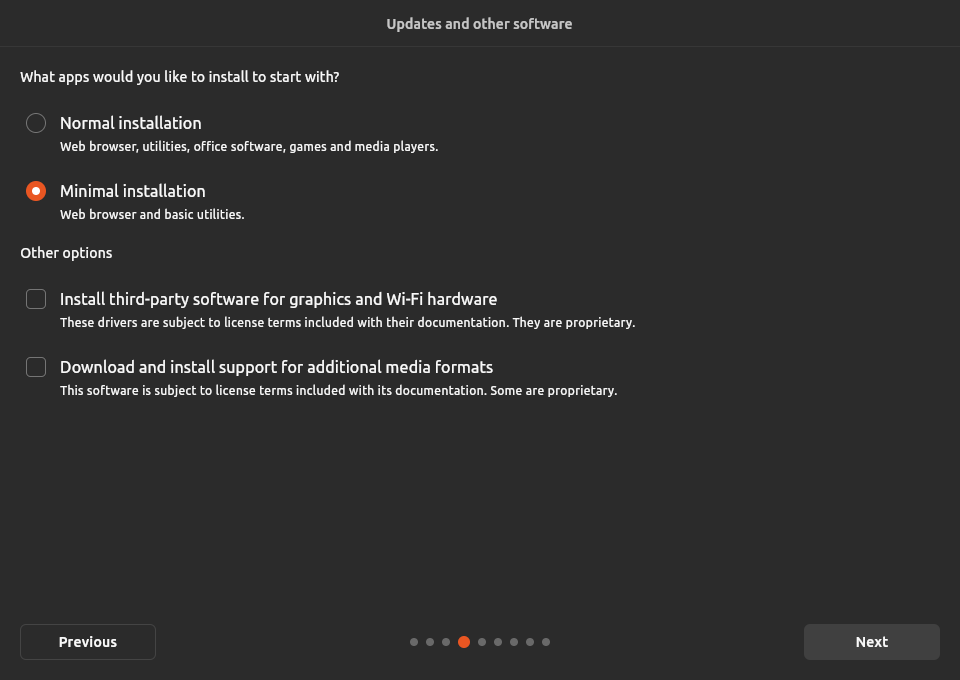 Updates and other software
What apps would you like to install to start with?
Normal installation
Web browser, utilities, office software, games and media players.
Minimal installation
Web browser and basic utilities.
Other options
Install third-party software for graphics and Wi-Fi hardware
These drivers are subject to license terms included with their documentation. They are proprietary.
Download and install support for additional media formats
This software is subject to license terms included with its documentation. Some are proprietary.
Previous
Next